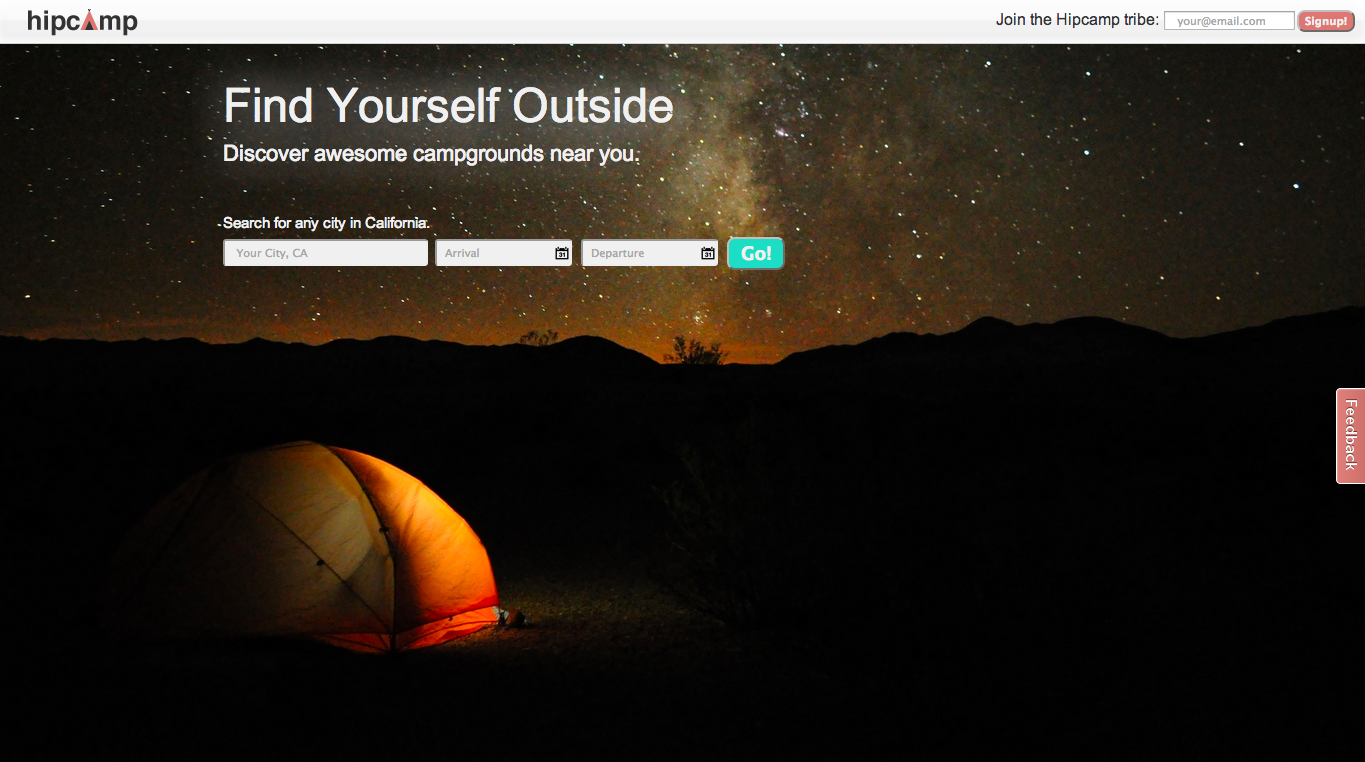 hipcamp
Join the Hipcamp tribe: your@email.com Signup!
Find Yourself Outside
Discover awesome campgrounds near you.
Search for any city in California.
Your City, CA Arrival 31 Departure 31 Go!
Feedback